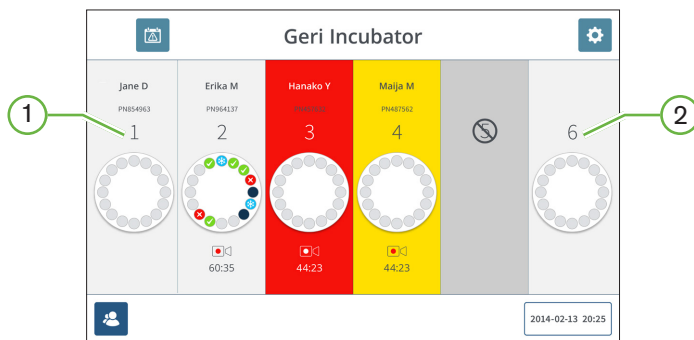 Geri Incubator
Jane D
Erika M
Hanako Y
Maija M
PN854963
PN964137
PN487562
1
1
2
3
4
5
6
2
60:35
44:23
44:23
2014-02-13 20:25